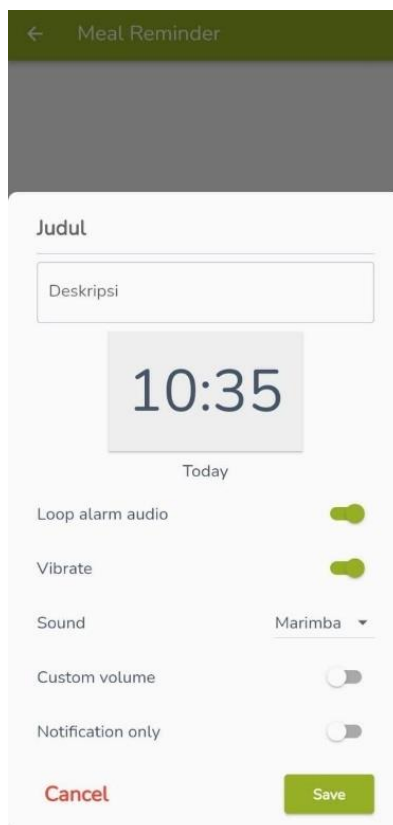 Meal Reminder
Judul
Deskripsi
10:35
Today
Loop alarm audio
Vibrate
Sound Marimba
Custom volume
Notification only
Cancel Save